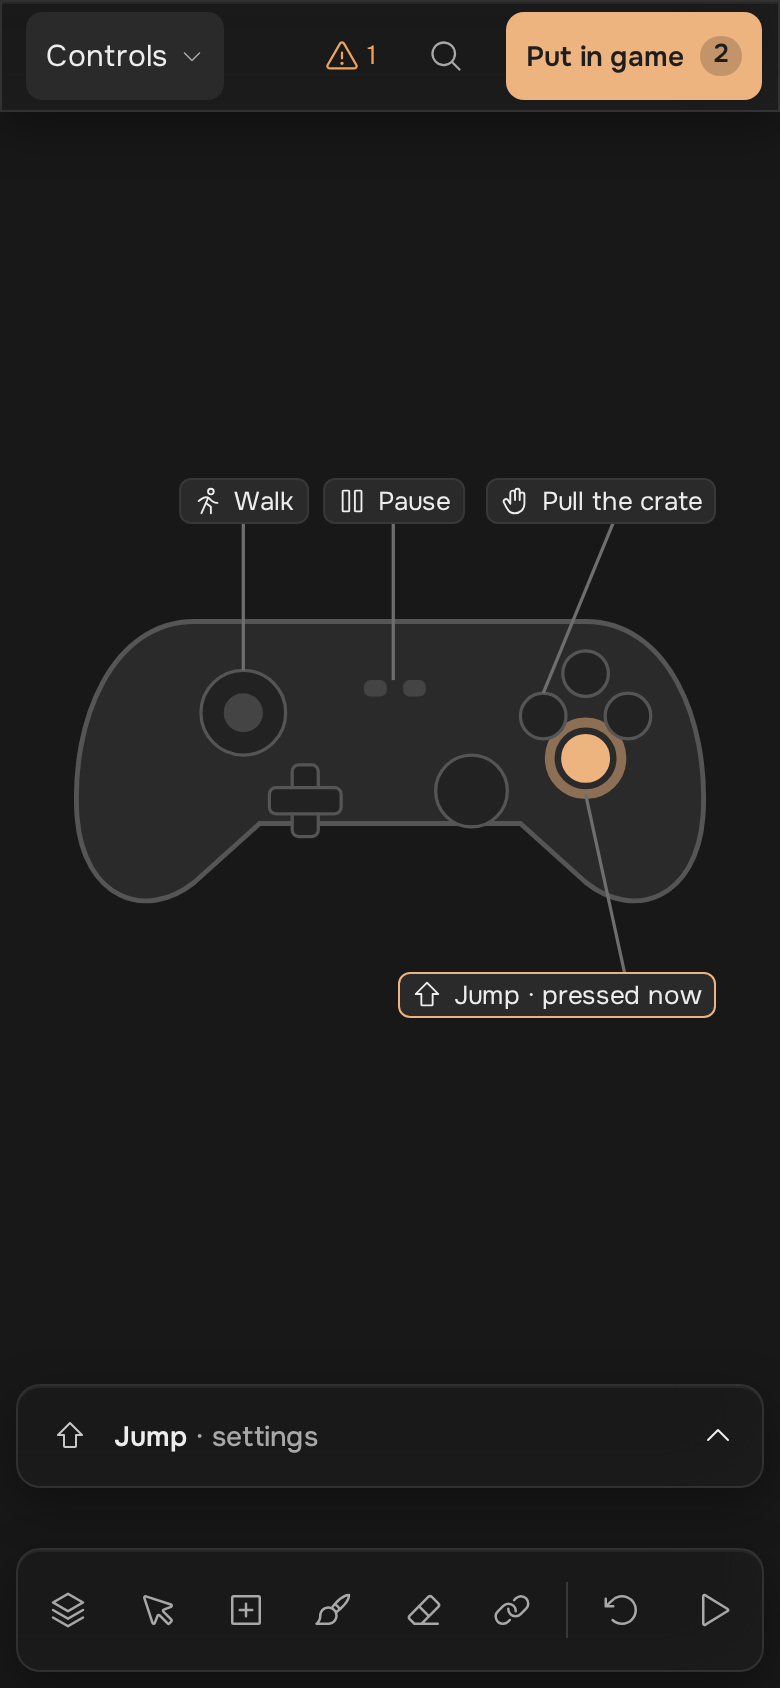 Controls
1
Put in game 2
Walk
Pause
Pull the crate
Jump · pressed now
Jump · settings